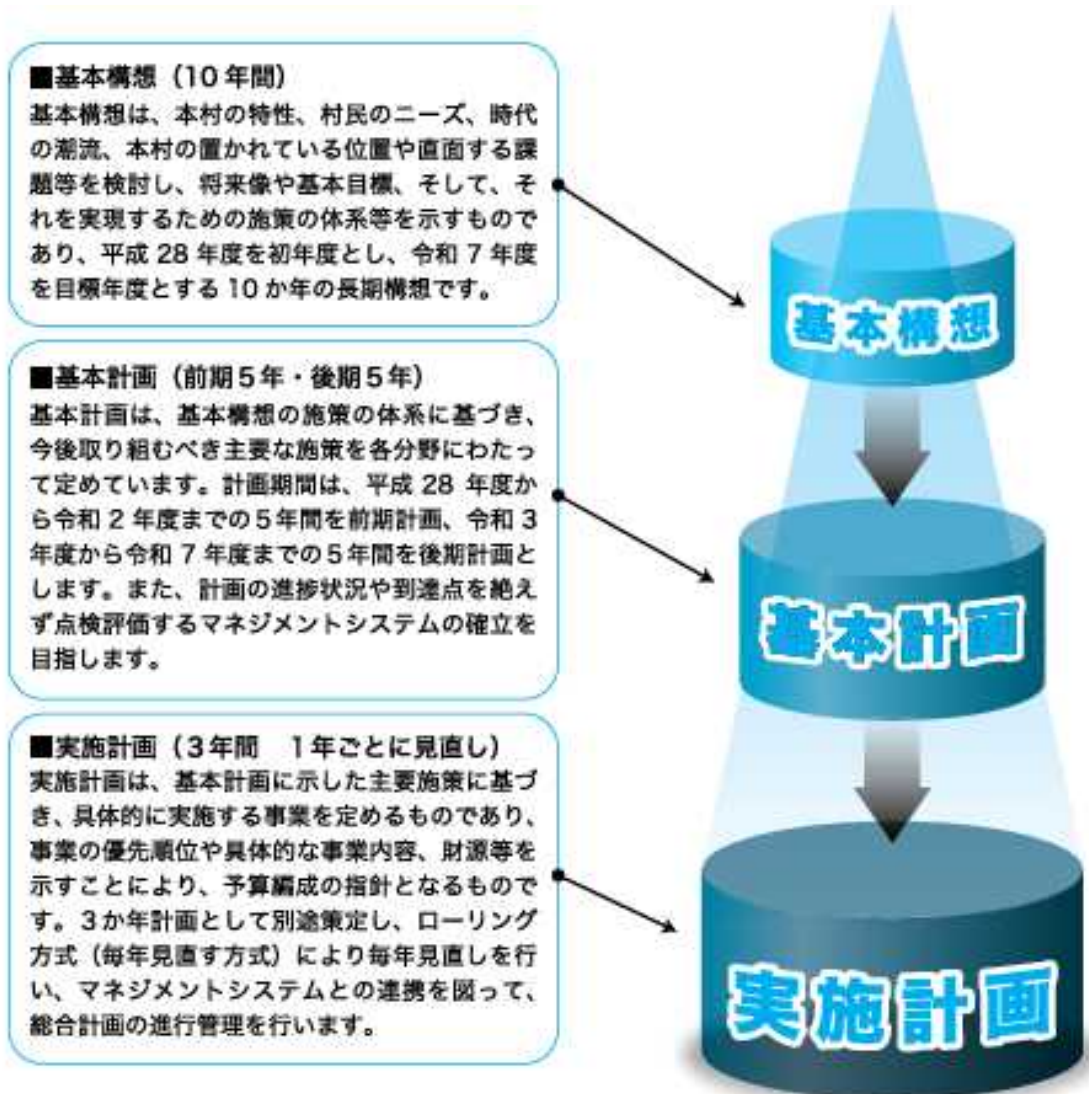 ■基本構想（10 年間）
基本構想は、本村の特性、村民のニーズ、時代
の潮流、本村の置かれている位置や直面する課
題等を検討し、将来像や基本目標、そして、そ
れを実現するための施策の体系等を示すもので
あり、平成 28 年度を初年度とし、令和 7 年度
を目標年度とする 10 か年の長期構想です。
基本構想
■基本計画（前期５年・後期５年）
基本計画は、基本構想の施策の体系に基づき、
今後取り組むべき主要な施策を各分野にわたっ
て定めています。計画期間は、平成 28 年度か
ら令和 2 年度までの５年間を前期計画、令和 3
年度から令和 7 年度までの５年間を後期計画と
します。また、計画の進捗状況や到達点を絶え
ず点検評価するマネジメントシステムの確立を
目指します。
基本計画
■実施計画（３年間　１年ごとに見直し）
実施計画は、基本計画に示した主要施策に基づ
き、具体的に実施する事業を定めるものであり、
事業の優先順位や具体的な事業内容、財源等を
示すことにより、予算編成の指針となるもので
す。３か年計画として別途策定し、ローリング
方式（毎年見直す方式）により毎年見直しを行
い、マネジメントシステムとの連携を図って、
総合計画の進行管理を行います。
実施計画